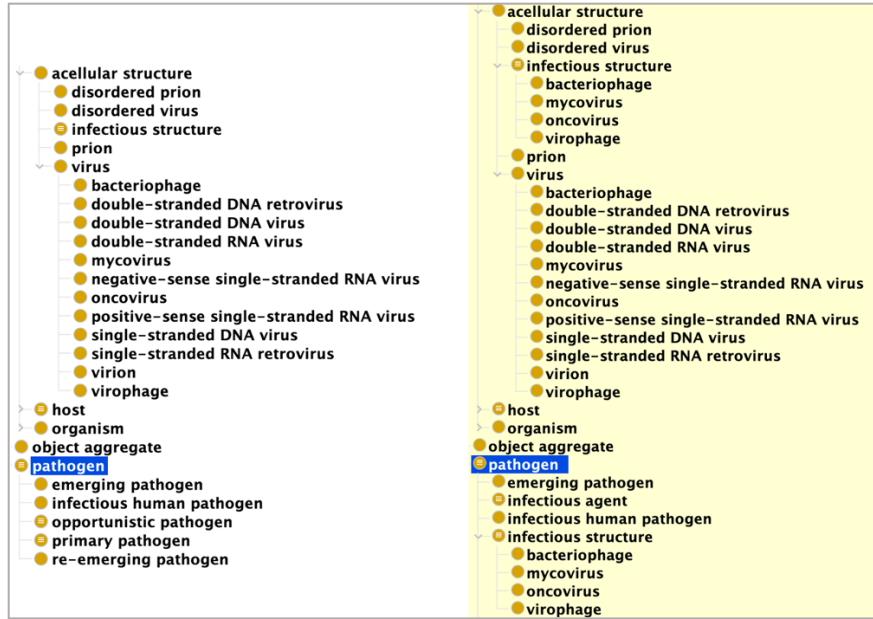 acellular structure
disordered prion
disordered virus
infectious structure
prion
virus
bacteriophage
double-stranded DNA retrovirus
double-stranded DNA virus
double-stranded RNA virus
mycovirus
negative-sense single-stranded RNA virus
oncovirus
positive-sense single-stranded RNA virus
single-stranded DNA virus
single-stranded RNA retrovirus
virion
virophage
host
organism
object aggregate
pathogen
emerging pathogen
infectious human pathogen
opportunistic pathogen
primary pathogen
re-emerging pathogen
acellular structure
disordered prion
disordered virus
infectious structure
bacteriophage
mycovirus
oncovirus
virophage
prion
virus
bacteriophage
double-stranded DNA retrovirus
double-stranded DNA virus
double-stranded RNA virus
mycovirus
negative-sense single-stranded RNA virus
oncovirus
positive-sense single-stranded RNA virus
single-stranded DNA virus
single-stranded RNA retrovirus
virion
virophage
host
organism
object aggregate
pathogen
emerging pathogen
infectious agent
infectious human pathogen
infectious structure
bacteriophage
mycovirus
oncovirus
virophage